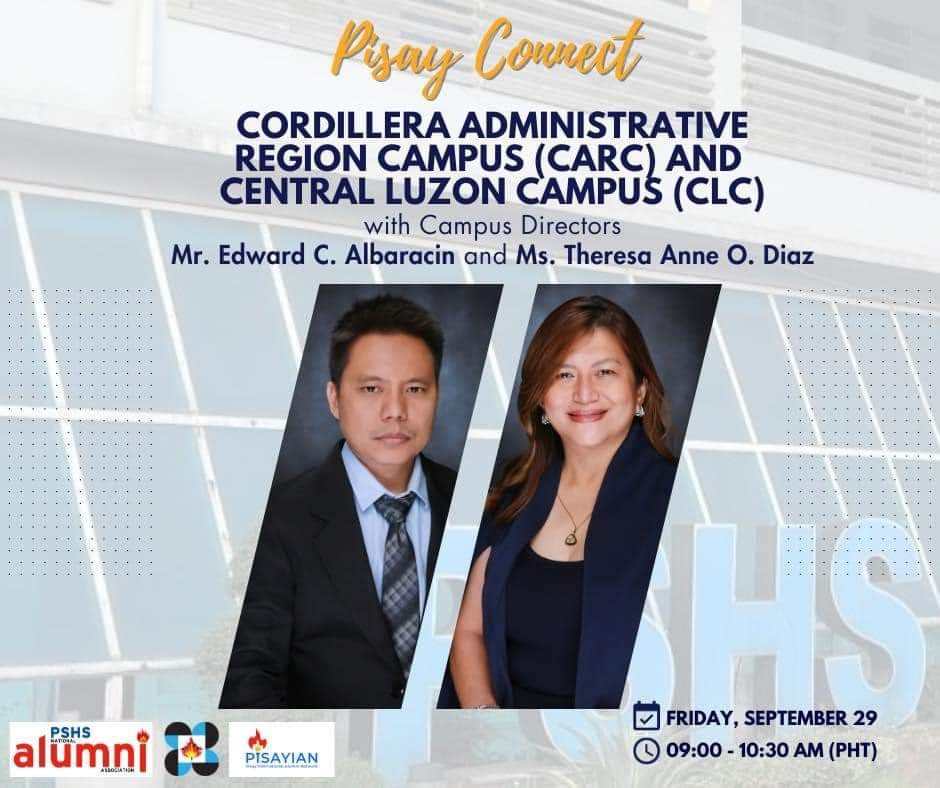 Pisay Connect
CORDILLERA ADMINISTRATIVE
REGION CAMPUS (CARC) AND
CENTRAL LUZON CAMPUS (CLC)
with Campus Directors
Mr. Edward C. Albaracin and Ms. Theresa Anne O. Diaz
PSHS
FRIDAY, SEPTEMBER 29
09:00 - 10:30 AM (PHT)
PSHS
NATIONAL
alumni
ASSOCIATION
PISAYIAN